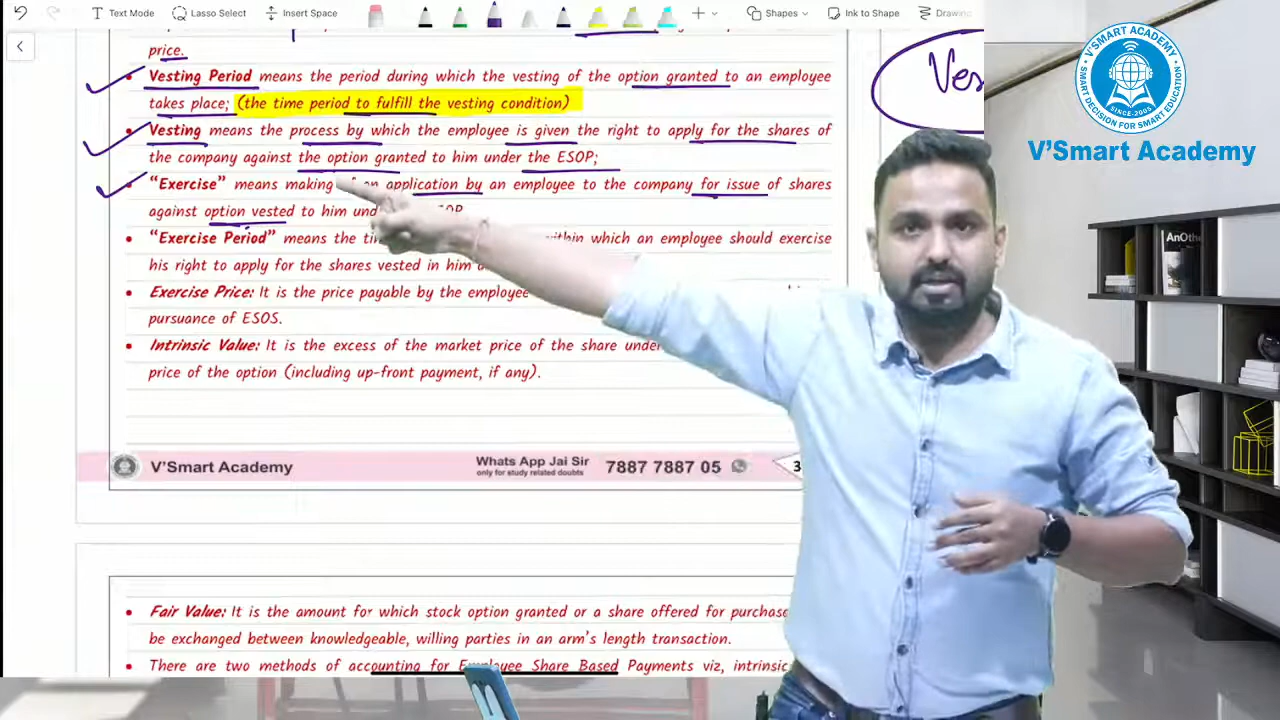 Text Mode Lasso Select Insert Space Shapes Ink to Shape Drawing
price.
• Vesting Period means the period during which the vesting of the option granted to an employee
takes place; (the time period to fulfill the vesting condition)
• Vesting means the process by which the employee is given the right to apply for the shares of
the company against the option granted to him under the ESOP;
• “Exercise” means making of an application by an employee to the company for issue of shares
against option vested to him
• “Exercise Period” means the within which an employee should exercise
his right to apply for the shares vested in him
• Exercise Price: It is the price payable by the employee
pursuance of ESOS.
• Intrinsic Value: It is the excess of the market price of the share
price of the option (including up-front payment, if any).
V'Smart Academy Whats App Jai Sir 7887 7887 05 3
only for study related doubts
• Fair Value: It is the amount for which stock option granted or a share offered for purchase
be exchanged between knowledgeable, willing parties in an arm's length transaction.
• There are two methods of accounting for Employee Share Based Payments viz, intrinsic
Ves
V'SMART ACADEMY
SINCE-2005
SMART DECISION FOR SMART EDUCATION
V'Smart Academy